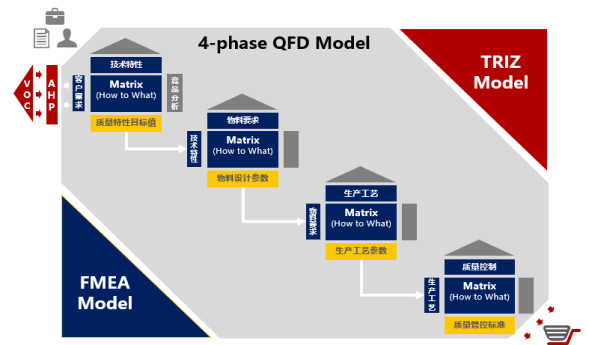 4-phase QFD Model
TRIZ
Model
VOC
AHP
客户需求
技术特性
Matrix
(How to What)
竞品分析
质量特性目标值
技术特性
物料要求
Matrix
(How to What)
物料设计参数
物料要求
生产工艺
Matrix
(How to What)
生产工艺参数
生产工艺
质量控制
Matrix
(How to What)
质量管控标准
FMEA
Model